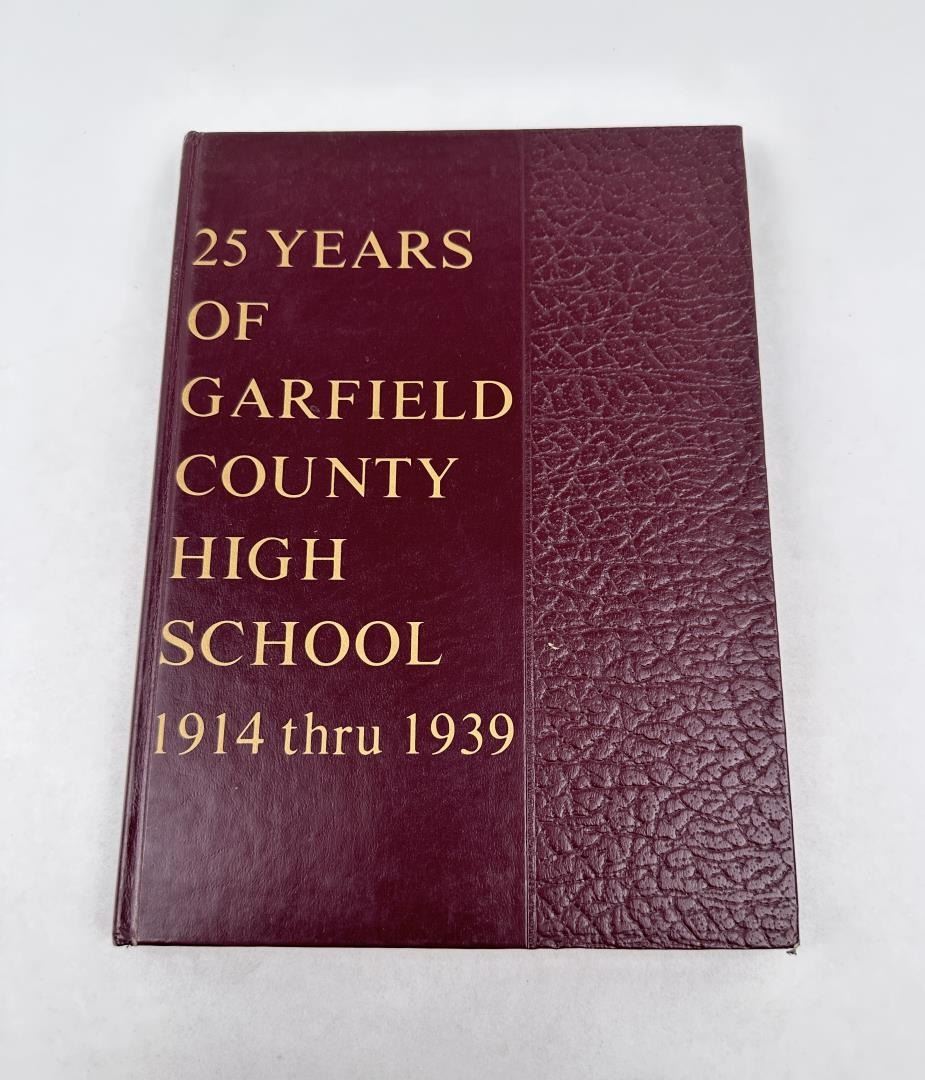 25 YEARS
OF
GARFIELD
COUNTY
HIGH
SCHOOL
1914 thru 1939